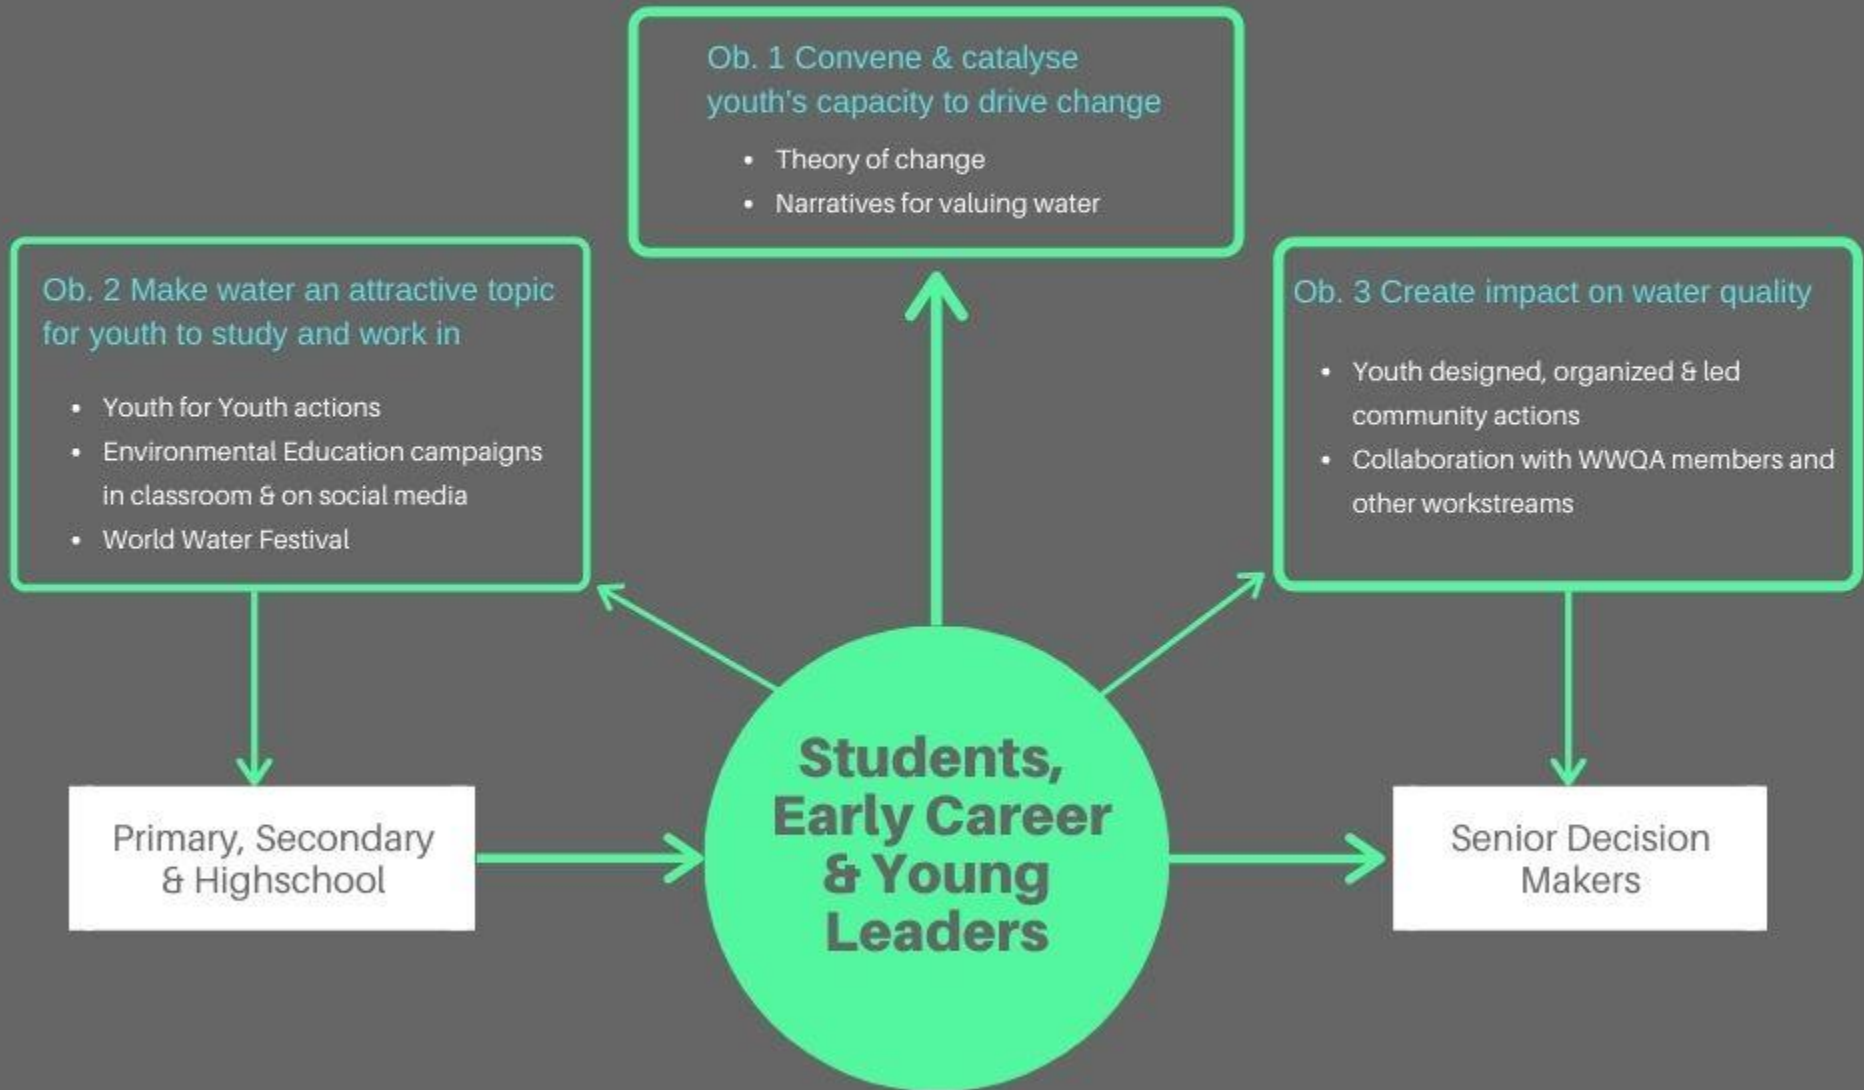 Ob. 1 Convene & catalyse
youth's capacity to drive change
• Theory of change
• Narratives for valuing water
Ob. 2 Make water an attractive topic
for youth to study and work in
• Youth for Youth actions
• Environmental Education campaigns
in classroom & on social media
• World Water Festival
Ob. 3 Create impact on water quality
• Youth designed, organized & led
community actions
• Collaboration with WWQA members and
other workstreams
Primary, Secondary
& Highschool
Students,
Early Career
& Young
Leaders
Senior Decision
Makers